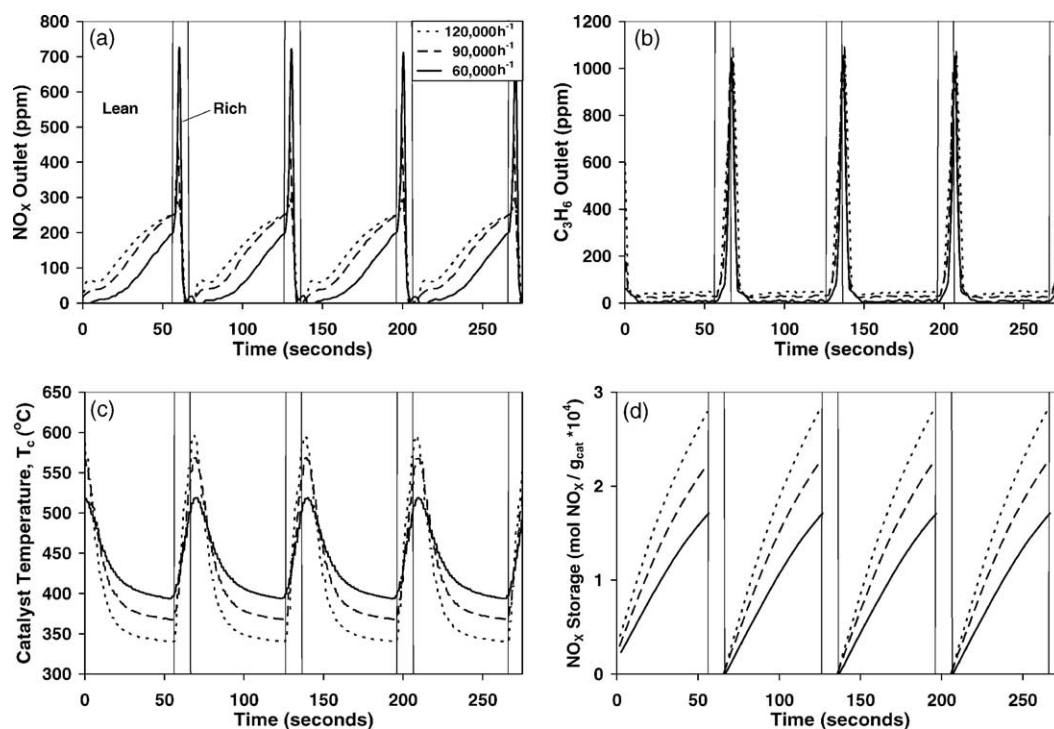 (a)
NOX Outlet (ppm)
800
700
600
500
400
300
200
100
0
Lean
Rich
120,000h-1
90,000h-1
60,000h-1
0 50 100 150 200 250
Time (seconds)
(b)
C3H6 Outlet (ppm)
1200
1000
800
600
400
200
0
0 50 100 150 200 250
Time (seconds)
(c)
Catalyst Temperature, Tc (oC)
650
600
550
500
450
400
350
300
0 50 100 150 200 250
Time (seconds)
(d)
NOX Storage (mol NOX / gcat *10^4)
3
2
1
0
0 50 100 150 200 250
Time (seconds)